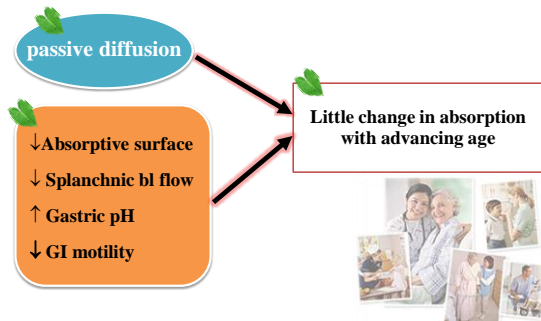 passive diffusion
↓Absorptive surface
↓ Splanchnic bl flow
↑ Gastric pH
↓ GI motility
Little change in absorption
with advancing age